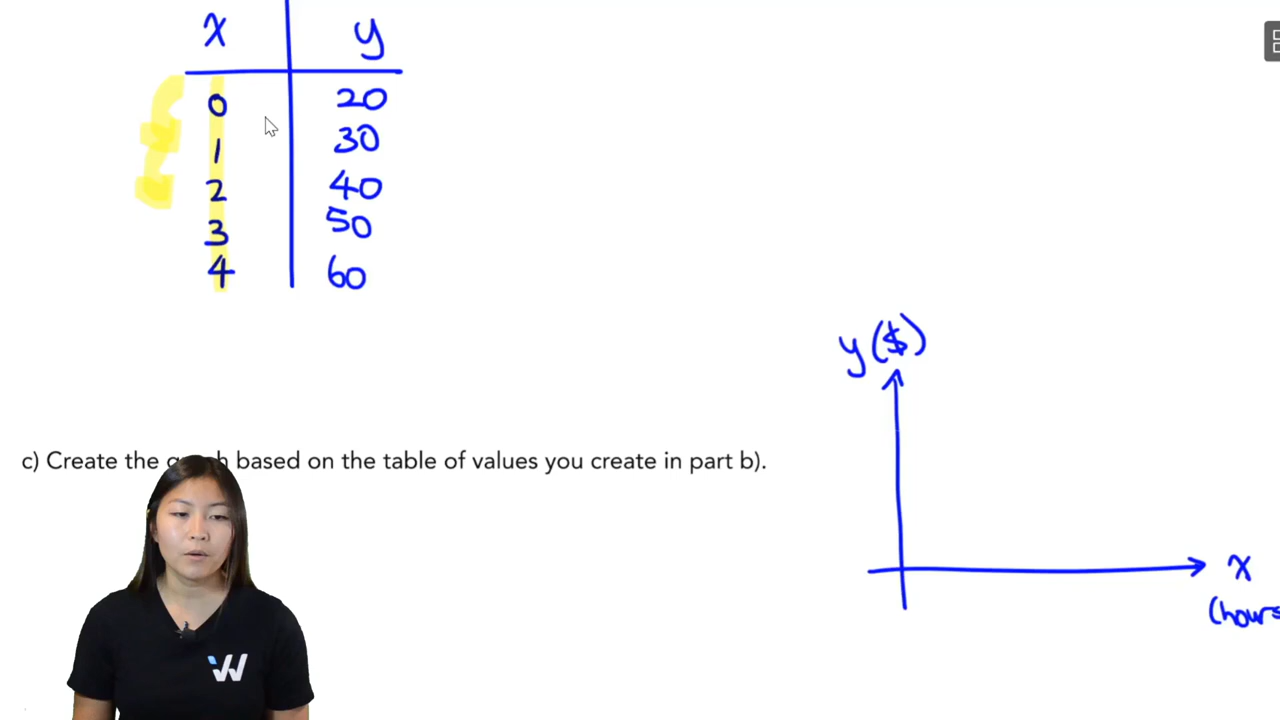 x y
0 20
1 30
2 40
3 50
4 60
y ($)
c) Create the graph based on the table of values you create in part b).
x
(hours
W